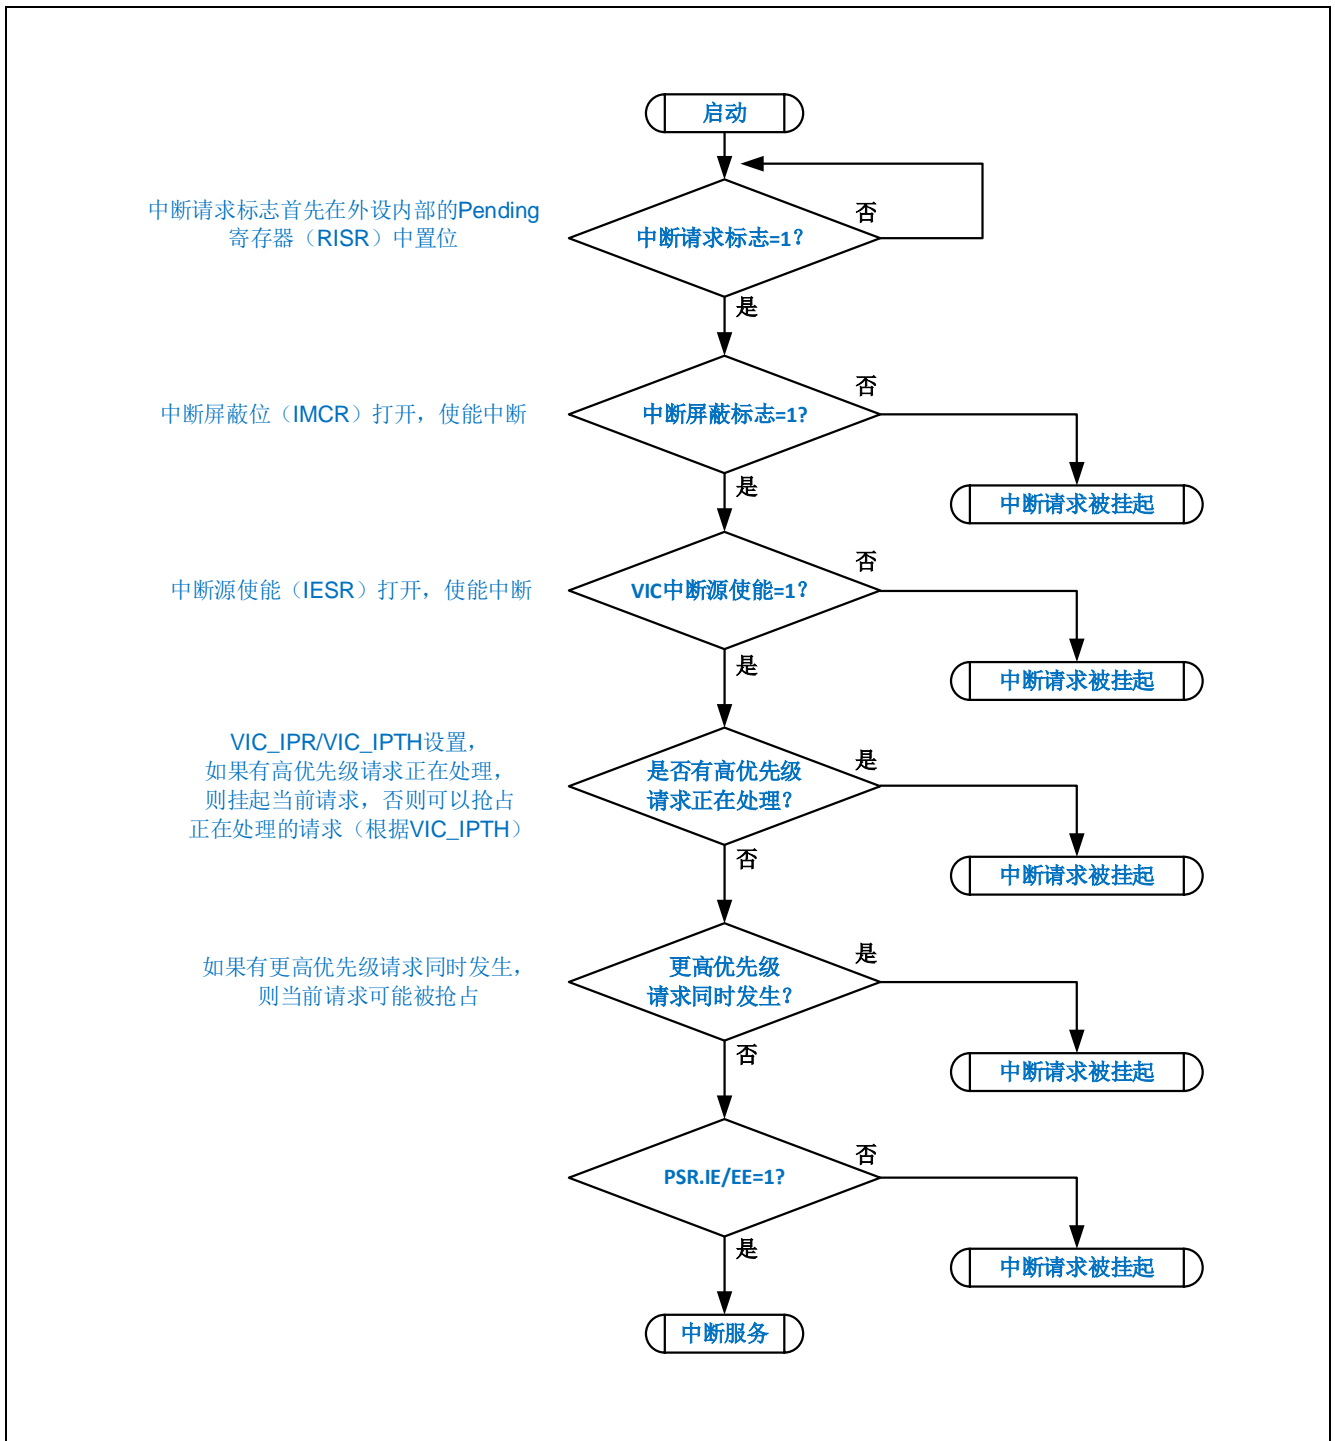 启动
中断请求标志首先在外设内部的Pending
寄存器（RISR）中置位
中断请求标志=1?
否
是
中断屏蔽位（IMCR）打开，使能中断
中断屏蔽标志=1?
否
中断请求被挂起
是
中断源使能（IESR）打开，使能中断
VIC中断源使能=1?
否
中断请求被挂起
是
VIC_IPR/VIC_IPTH设置，
如果有高优先级请求正在处理，
则挂起当前请求，否则可以抢占
正在处理的请求（根据VIC_IPTH）
是否有高优先级
请求正在处理？
是
中断请求被挂起
否
如果有更高优先级请求同时发生，
则当前请求可能被抢占
更高优先级
请求同时发生？
是
中断请求被挂起
否
PSR.IE/EE=1?
否
中断请求被挂起
是
中断服务